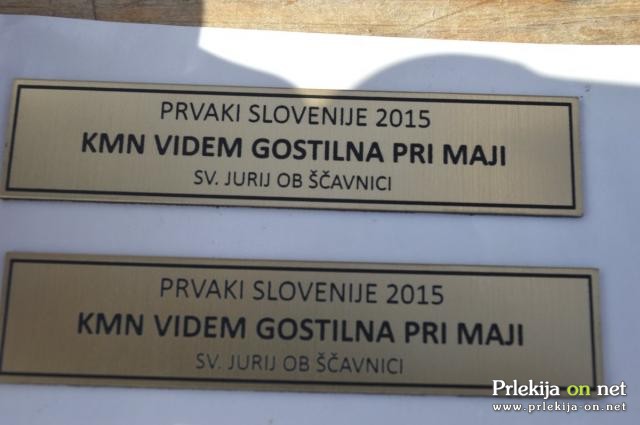 PRVAKI SLOVENIJE 2015
KMN VIDEM GOSTILNA PRI MAJI
SV. JURIJ OB ŠČAVNICI
PRVAKI SLOVENIJE 2015
KMN VIDEM GOSTILNA PRI MAJI
SV. JURIJ OB ŠČAVNICI
Prlekija on net
www.prlekija-on.net